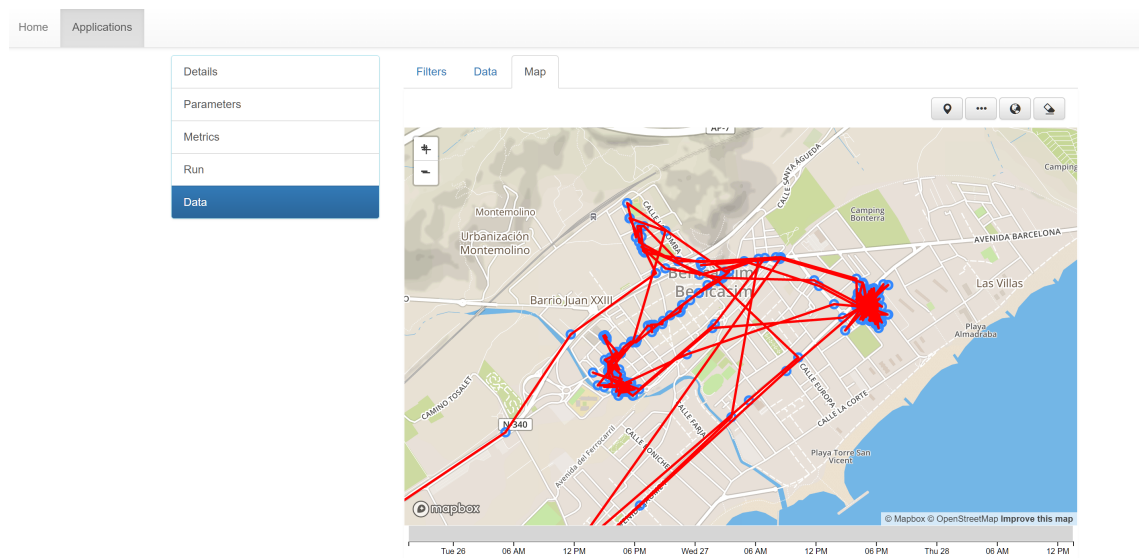 Home
Applications
Details
Parameters
Metrics
Run
Data
Filters
Data
Map
AP-7
CALLE SANTA ÁGUEDA
Camping
Montemolino
Urbanización
Montemolino
Camping
Bonterra
AVENIDA BARCELONA
Las Villas
Barrio Juan XXIII
Benicasim
Playa
Almadraba
CAMINO TOSALET
N-340
CALLE EUROPA
CALLE LA CORTE
Avenida del Ferrocarril
Playa Torre San
Vicent
mapbox
© Mapbox © OpenStreetMap Improve this map
Tue 26
06 AM
12 PM
06 PM
Wed 27
06 AM
12 PM
06 PM
Thu 28
06 AM
12 PM